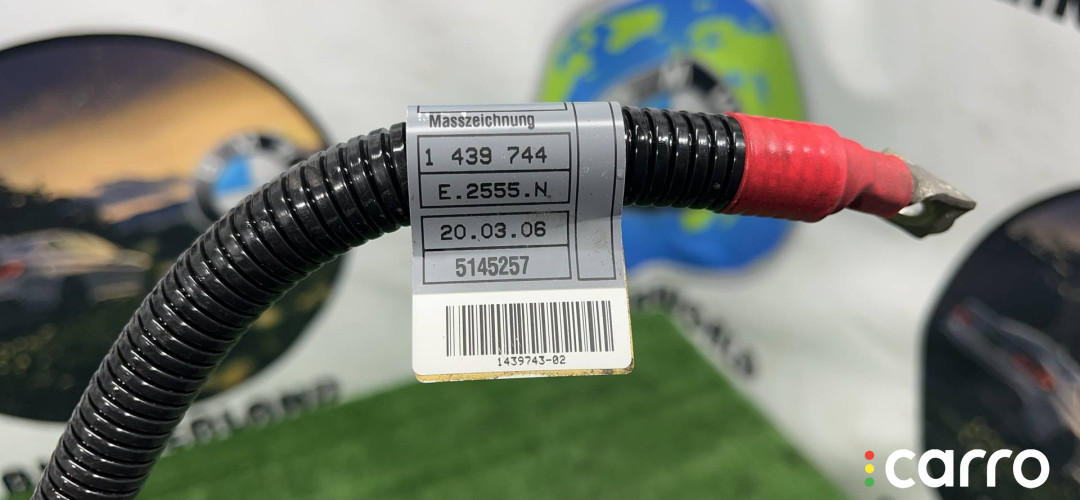 Masszeichnung
1 439 744
E.2555.N
20.03.06
5145257
1439743-02
carro